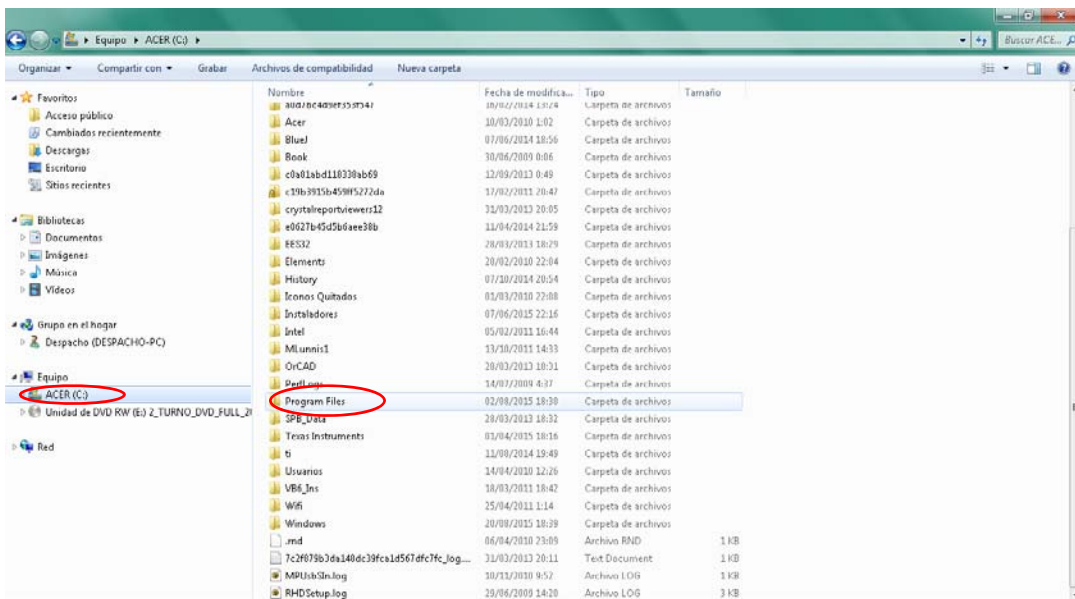 Equipo ACER (C:)
Buscar ACE...
Organizar Compartir con Grabar Archivos de compatibilidad Nueva carpeta
Favoritos
Acceso público
Cambiados recientemente
Descargas
Escritorio
Sitios recientes
Bibliotecas
Documentos
Imágenes
Música
Vídeos
Grupo en el hogar
Despacho (DESPACHO-PC)
Equipo
ACER (C:)
Unidad de DVD RW (E:) 2_TURNO_DVD_FULL_20
Red
Nombre Fecha de modifica... Tipo Tamaño
18/02/2014 13:24 Carpeta de archivos
Acer 10/03/2010 1:02 Carpeta de archivos
BlueJ 07/06/2014 18:56 Carpeta de archivos
Book 30/06/2009 0:06 Carpeta de archivos
c0a01abd118338ab69 12/09/2013 0:49 Carpeta de archivos
c19b3915b459ff5272da 17/02/2011 20:47 Carpeta de archivos
crystalreportviewers12 31/03/2013 20:05 Carpeta de archivos
e0627b45d5b6aee38b 11/04/2014 21:59 Carpeta de archivos
EES32 28/03/2013 18:29 Carpeta de archivos
Elements 20/02/2010 22:04 Carpeta de archivos
History 07/10/2014 20:54 Carpeta de archivos
Iconos Quitados 01/03/2010 22:08 Carpeta de archivos
Instaladores 07/06/2015 22:16 Carpeta de archivos
Intel 05/02/2011 16:44 Carpeta de archivos
MLunnis1 13/10/2011 14:33 Carpeta de archivos
OrCAD 28/03/2013 18:31 Carpeta de archivos
PerfLogs 14/07/2009 4:37 Carpeta de archivos
Program Files 02/08/2015 18:30 Carpeta de archivos
SPB_Data 28/03/2013 18:32 Carpeta de archivos
Texas Instruments 03/04/2015 18:16 Carpeta de archivos
ti 11/08/2014 19:49 Carpeta de archivos
Usuarios 14/04/2010 12:26 Carpeta de archivos
VB6_Ins 18/03/2011 18:42 Carpeta de archivos
Wifi 25/04/2011 1:14 Carpeta de archivos
Windows 20/08/2015 18:39 Carpeta de archivos
.rnd 06/04/2010 23:09 Archivo RND 1 KB
7c2f079b3da148dc39fca1d567dfc7fc_log.... 31/03/2013 20:11 Text Document 1 KB
MPUsbSIn.log 10/11/2010 9:52 Archivo LOG 1 KB
RHDSetup.log 29/06/2009 14:20 Archivo LOG 3 KB